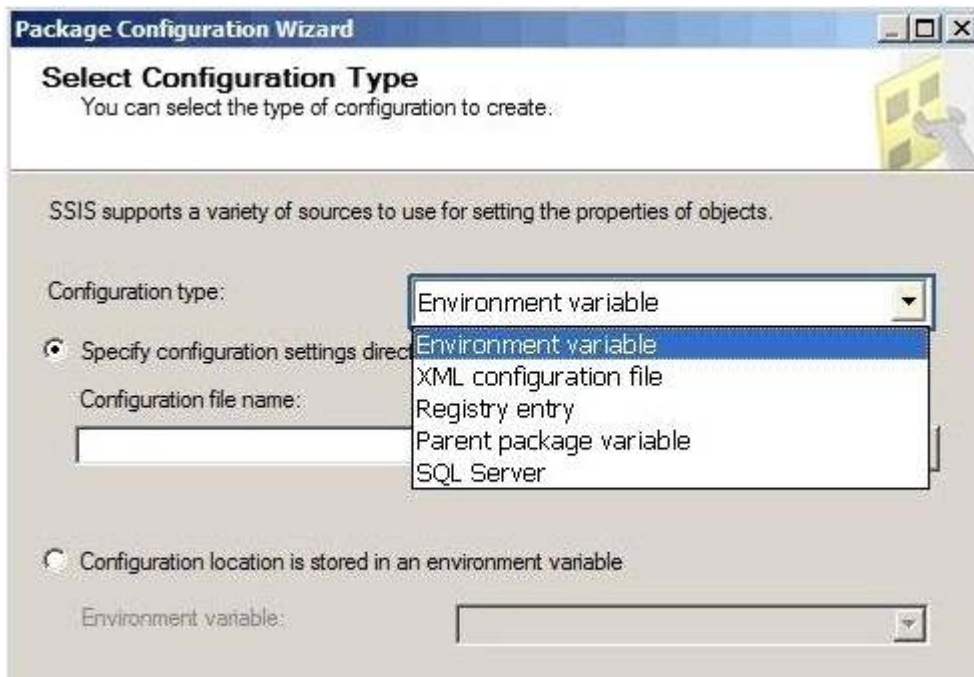 Package Configuration Wizard
Select Configuration Type
You can select the type of configuration to create.
SSIS supports a variety of sources to use for setting the properties of objects.
Configuration type:
Environment variable
Specify configuration settings direct
Environment variable
XML configuration file
Registry entry
Parent package variable
SQL Server
Configuration file name:
Configuration location is stored in an environment variable
Environment variable: